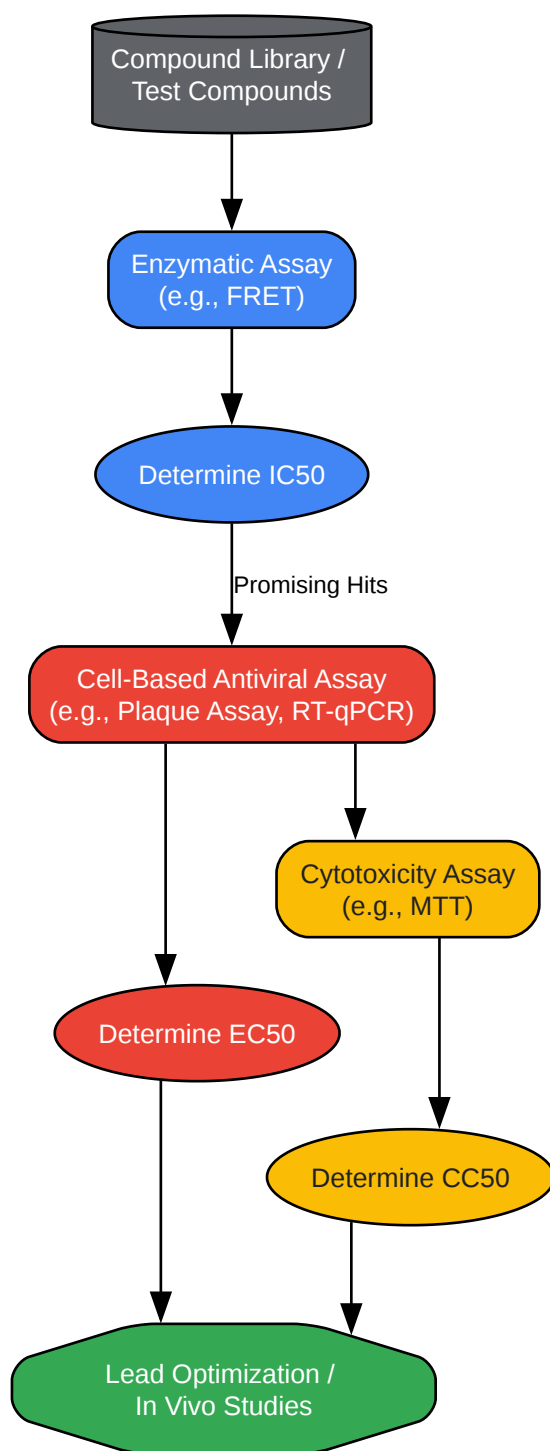 Compound Library /
Test Compounds
Enzymatic Assay
(e.g., FRET)
Determine IC50
Promising Hits
Cell-Based Antiviral Assay
(e.g., Plaque Assay, RT-qPCR)
Cytotoxicity Assay
(e.g., MTT)
Determine EC50
Determine CC50
Lead Optimization /
In Vivo Studies